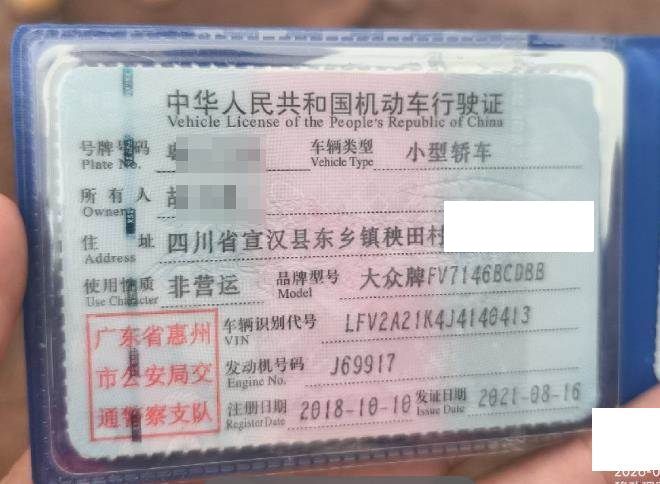 中华人民共和国机动车行驶证
Vehicle License of the People's Republic of China
号牌号码 车辆类型 小型轿车
Plate No. Vehicle Type
所有人
Owner
住址 四川省宣汉县东乡镇秧田村
Address
使用性质 非营运 品牌型号 大众牌FV7146BCDBB
Use Character Model
广东省惠州
市公安局交
通警察支队
车辆识别代号 LFV2A21K4J4140413
VIN
发动机号码 J69917
Engine No.
注册日期 2018-10-10 发证日期 2021-08-16
Register Date Issue Date